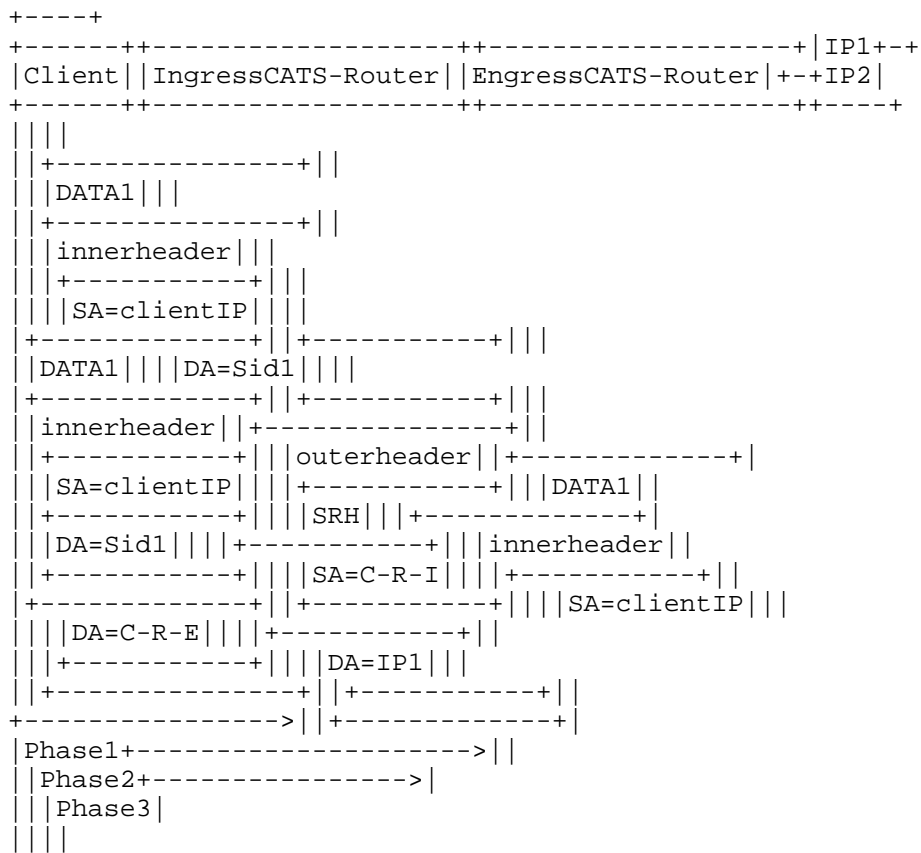 +----+
+------++-------------------++-------------------+|IP1+-+
|Client||IngressCATS-Router||EngressCATS-Router|+-+IP2|
+------++-------------------++-------------------++----+
||||
||+---------------+||
|||DATA1|||
||+---------------+||
|||innerheader|||
|||+-----------+|||
||||SA=clientIP||||
|+-------------+||+-----------+|||
||DATA1||||DA=Sid1||||
|+-------------+||+-----------+|||
||innerheader||+---------------+||
||+-----------+|||outerheader||+-------------+|
|||SA=clientIP||||+-----------+|||DATA1||
||+-----------+||||SRH|||+-------------+|
|||DA=Sid1||||+-----------+|||innerheader||
||+-----------+||||SA=C-R-I||||+-----------+||
|+-------------+||+-----------+||||SA=clientIP|||
||||DA=C-R-E||||+-----------+||
|||+-----------+||||DA=IP1|||
||+---------------+||+-----------+||
+---------------->||+-------------+|
|Phase1+--------------------->||
||Phase2+---------------->|
|||Phase3|
||||